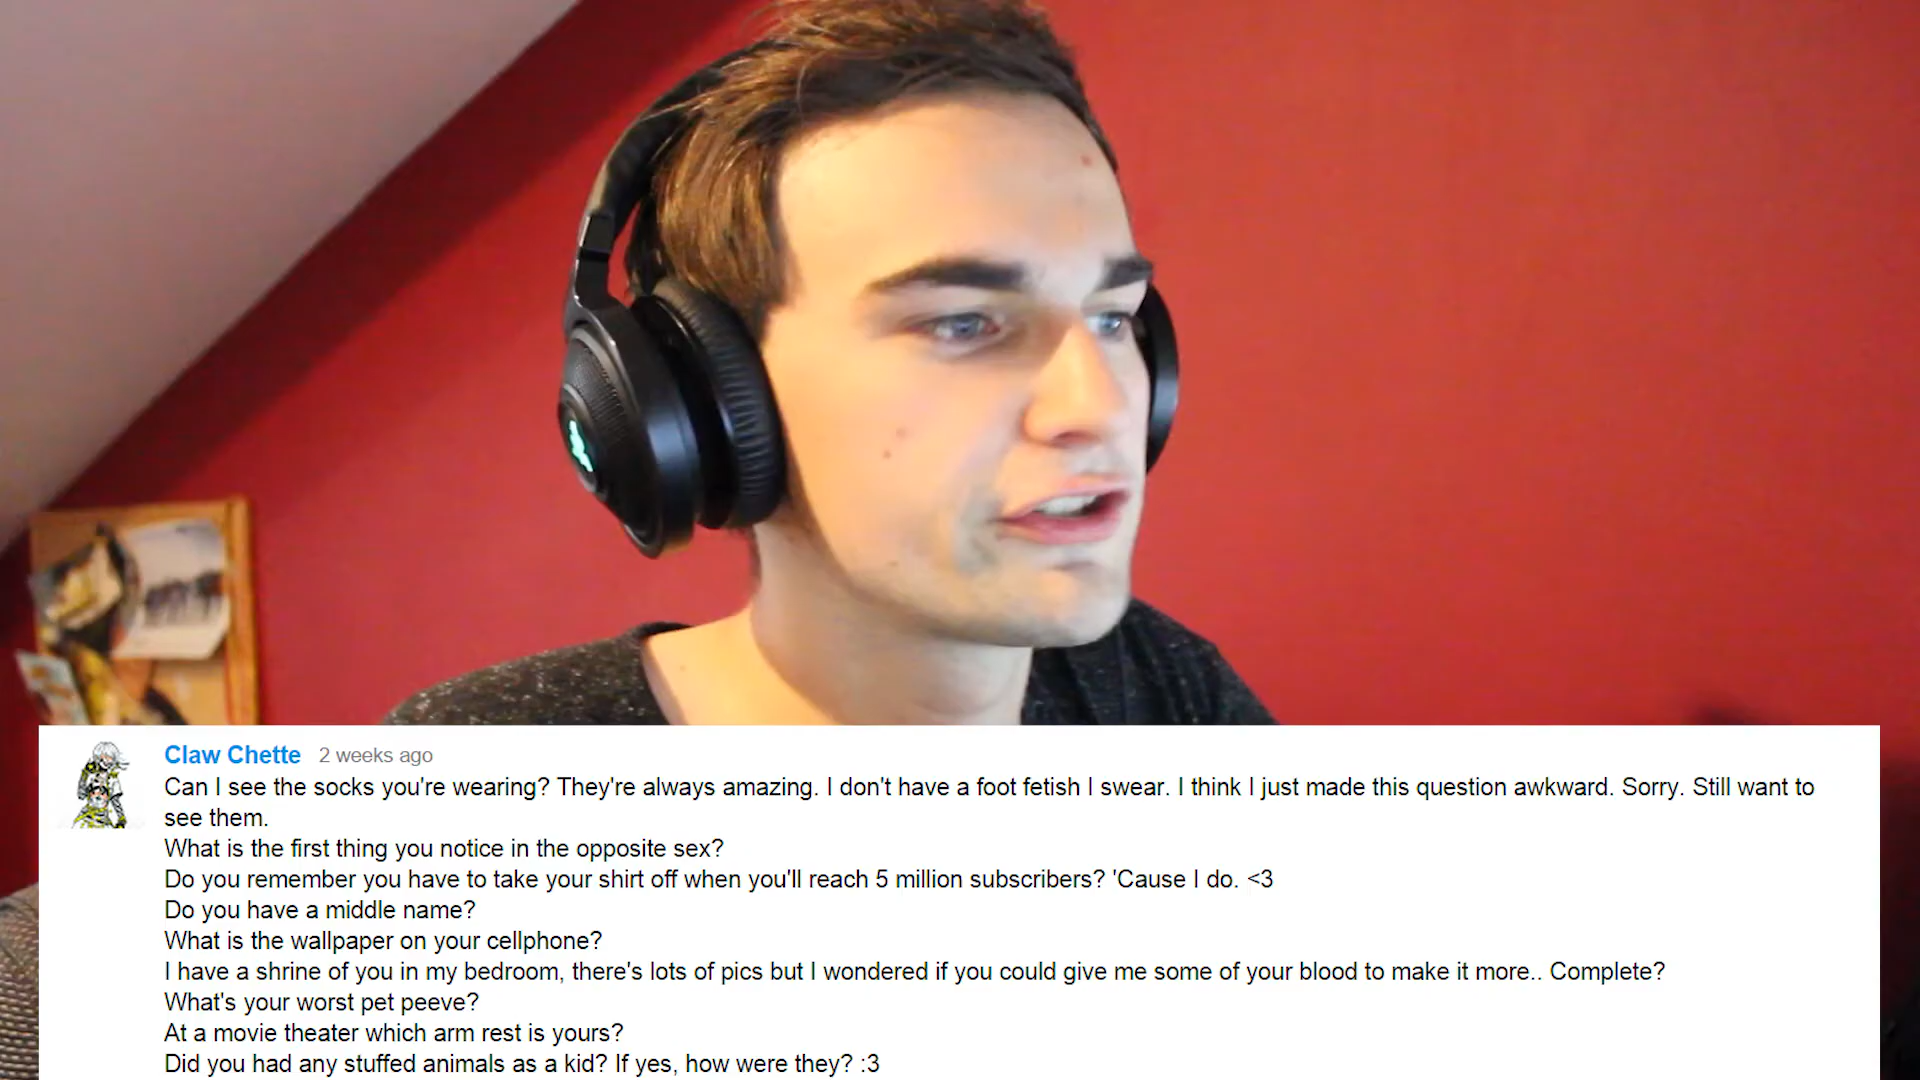 Claw Chette 2 weeks ago
Can I see the socks you're wearing? They're always amazing. I don't have a foot fetish I swear. I think I just made this question awkward. Sorry. Still want to
see them.
What is the first thing you notice in the opposite sex?
Do you remember you have to take your shirt off when you'll reach 5 million subscribers? 'Cause I do. <3
Do you have a middle name?
What is the wallpaper on your cellphone?
I have a shrine of you in my bedroom, there's lots of pics but I wondered if you could give me some of your blood to make it more.. Complete?
What's your worst pet peeve?
At a movie theater which arm rest is yours?
Did you had any stuffed animals as a kid? If yes, how were they? :3